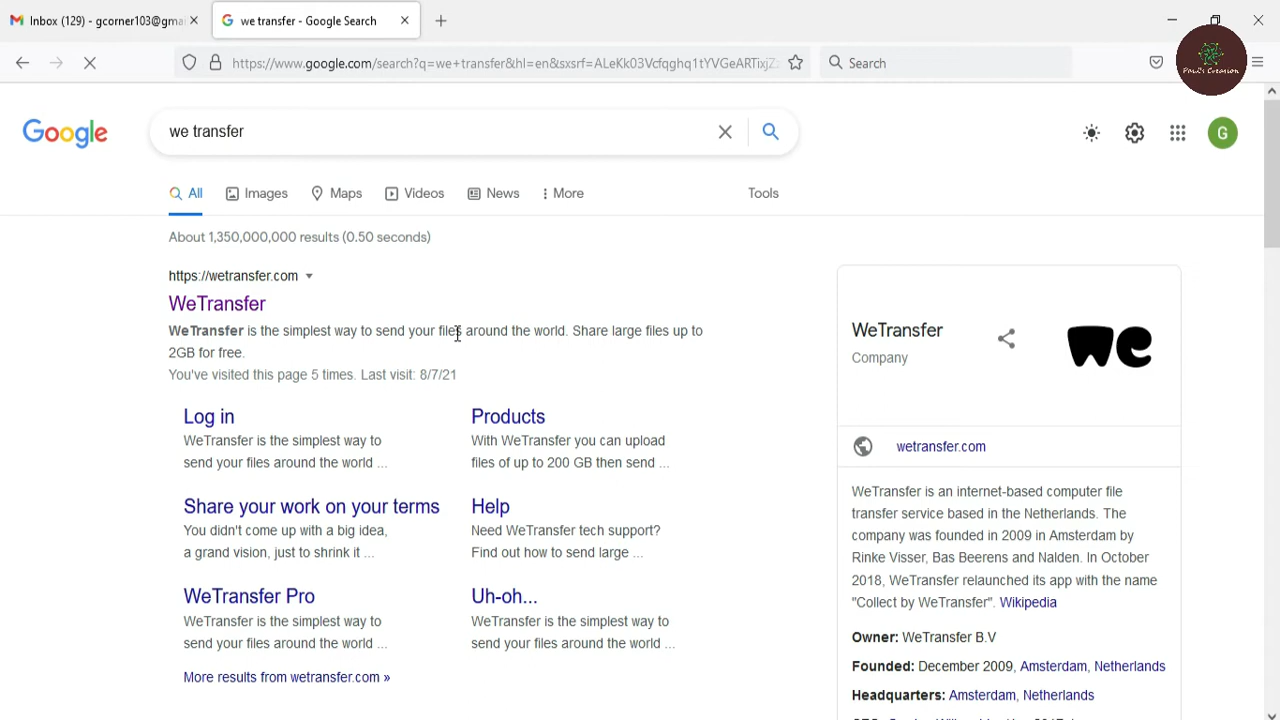 Inbox (129) - gcorner103@gma
we transfer - Google Search
https://www.google.com/search?q=we+transfer&hl=en&sxsrf=ALeKk03Vcfqghq1tYVGeARTixjZ
Search
Paul's Creation
Google
we transfer
G
All
Images
Maps
Videos
News
More
Tools
About 1,350,000,000 results (0.50 seconds)
https://wetransfer.com
WeTransfer
WeTransfer is the simplest way to send your files around the world. Share large files up to
2GB for free.
You've visited this page 5 times. Last visit: 8/7/21
Log in
WeTransfer is the simplest way to
send your files around the world ...
Products
With WeTransfer you can upload
files of up to 200 GB then send ...
Share your work on your terms
You didn't come up with a big idea,
a grand vision, just to shrink it ...
Help
Need WeTransfer tech support?
Find out how to send large ...
WeTransfer Pro
WeTransfer is the simplest way to
send your files around the world ...
Uh-oh...
WeTransfer is the simplest way to
send your files around the world ...
More results from wetransfer.com »
WeTransfer
Company
we
wetransfer.com
WeTransfer is an internet-based computer file
transfer service based in the Netherlands. The
company was founded in 2009 in Amsterdam by
Rinke Visser, Bas Beerens and Nalden. In October
2018, WeTransfer relaunched its app with the name
"Collect by WeTransfer". Wikipedia
Owner: WeTransfer B.V
Founded: December 2009, Amsterdam, Netherlands
Headquarters: Amsterdam, Netherlands